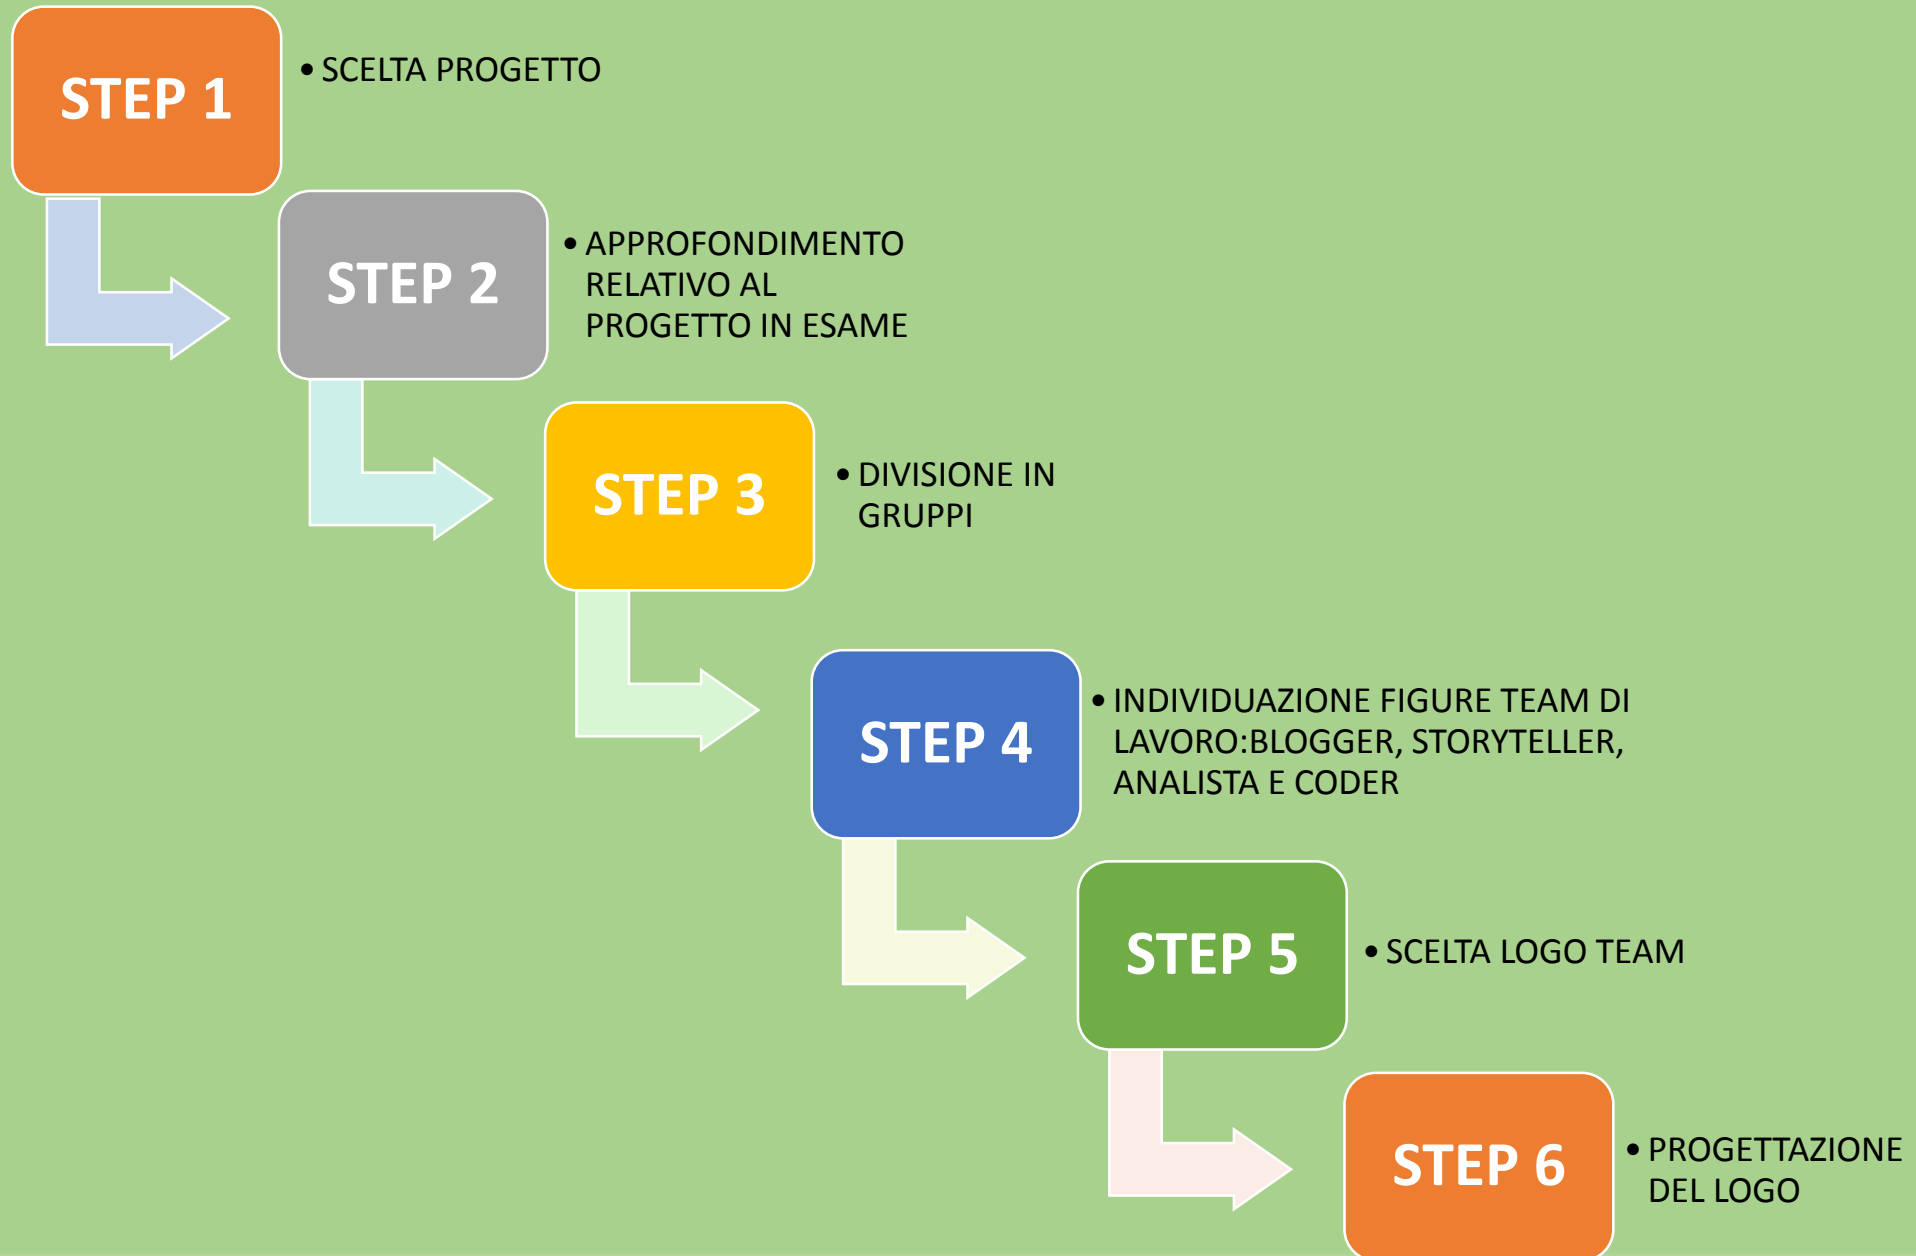 STEP 1
• SCELTA PROGETTO
STEP 2
• APPROFONDIMENTO
RELATIVO AL
PROGETTO IN ESAME
STEP 3
• DIVISIONE IN
GRUPPI
STEP 4
• INDIVIDUAZIONE FIGURE TEAM DI
LAVORO:BLOGGER, STORYTELLER,
ANALISTA E CODER
STEP 5
• SCELTA LOGO TEAM
STEP 6
• PROGETTAZIONE
DEL LOGO